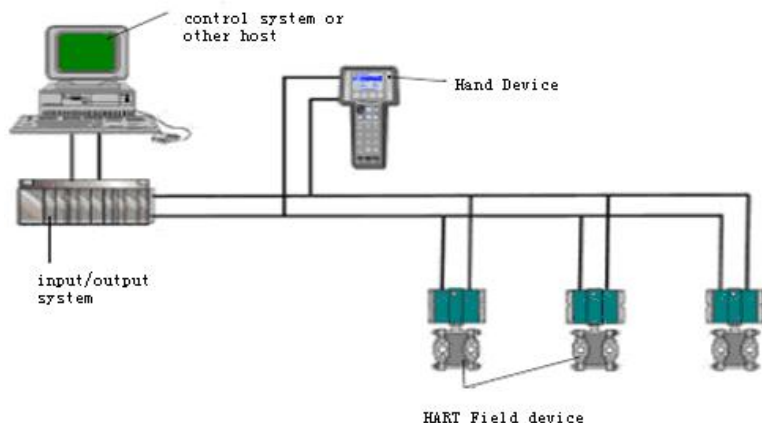 control system or
other host
Hand Device
input/output
system
HART Field device